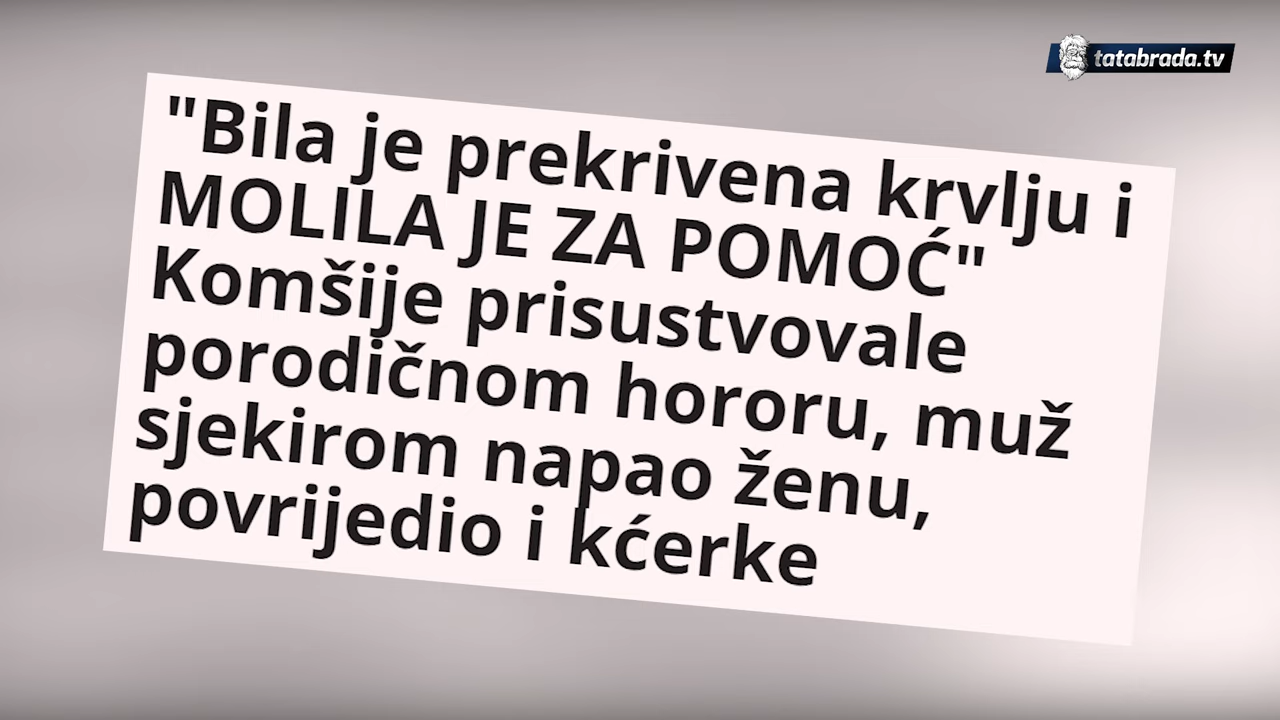 tatabrada.tv
"Bila je prekrivena krvlju i
MOLILA JE ZA POMOĆ"
Komšije prisustvovale
porodičnom hororu, muž
sjekirom napao ženu,
povrijedio i kćerke